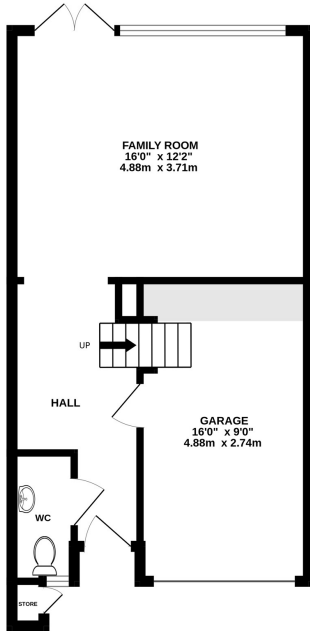 FAMILY ROOM
16'0" x 12'2"
4.88m x 3.71m
UP
HALL
GARAGE
16'0" x 9'0"
4.88m x 2.74m
WC
STORE